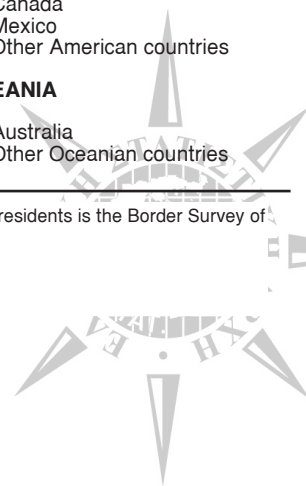 Canada
Mexico
Other American countries
EANIA
Australia
Other Oceanian countries
residents is the Border Survey of